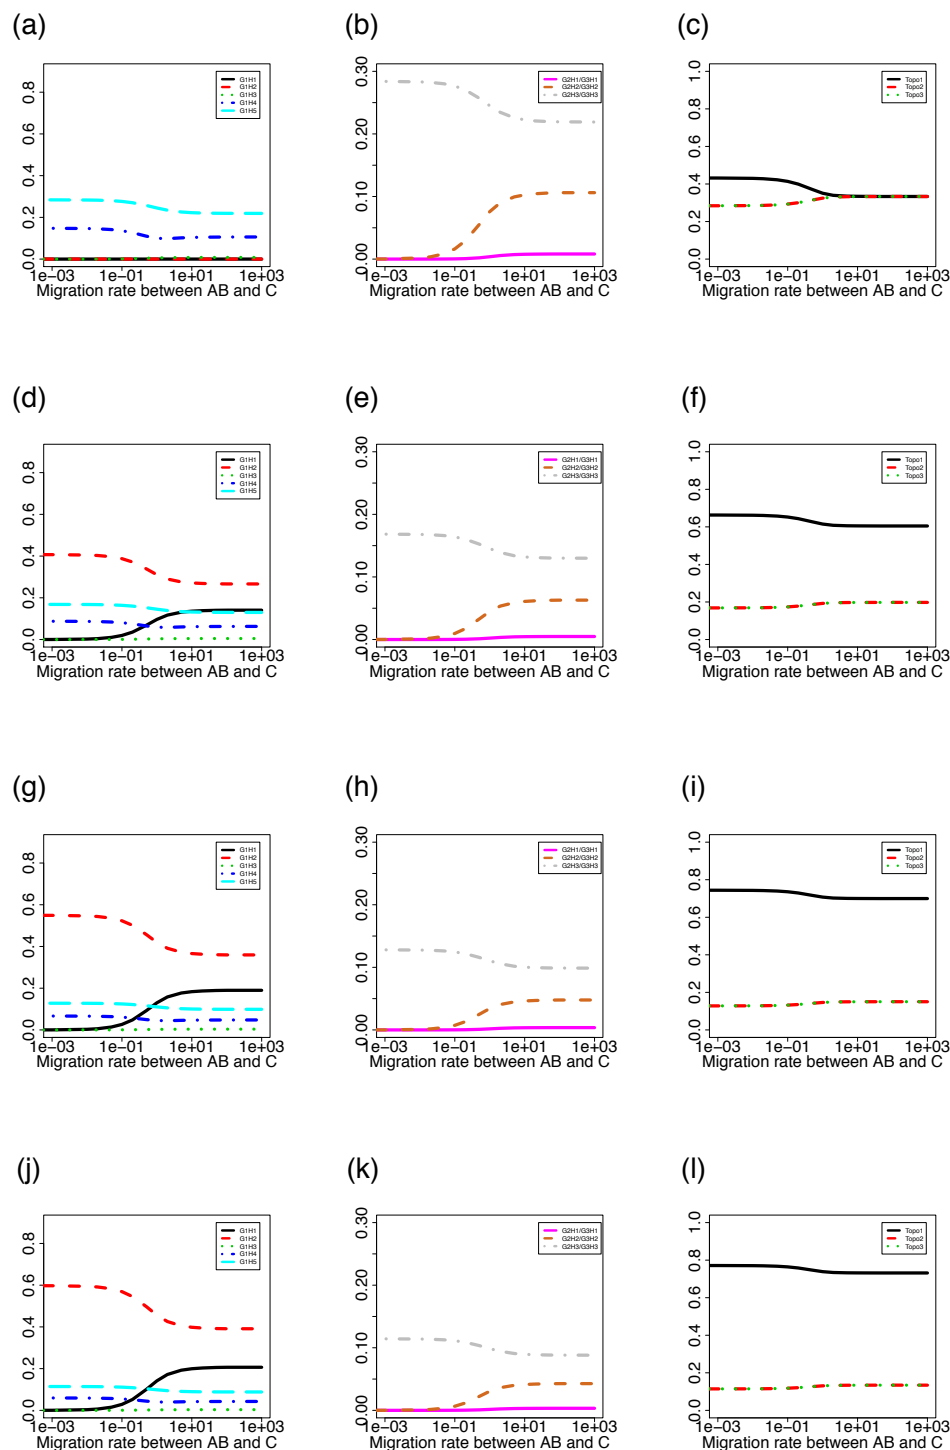 (a)
0.0 0.2 0.4 0.6 0.8
G1H1
G1H2
G1H3
G1H4
G1H5
1e−03 1e−01 1e+01 1e+03
Migration rate between AB and C
(b)
0.00 0.10 0.20 0.30
G2H1/G3H1
G2H2/G3H2
G2H3/G3H3
1e−03 1e−01 1e+01 1e+03
Migration rate between AB and C
(c)
0.0 0.2 0.4 0.6 0.8 1.0
Topo1
Topo2
Topo3
1e−03 1e−01 1e+01 1e+03
Migration rate between AB and C
(d)
0.0 0.2 0.4 0.6 0.8
G1H1
G1H2
G1H3
G1H4
G1H5
1e−03 1e−01 1e+01 1e+03
Migration rate between AB and C
(e)
0.00 0.10 0.20 0.30
G2H1/G3H1
G2H2/G3H2
G2H3/G3H3
1e−03 1e−01 1e+01 1e+03
Migration rate between AB and C
(f)
0.0 0.2 0.4 0.6 0.8 1.0
Topo1
Topo2
Topo3
1e−03 1e−01 1e+01 1e+03
Migration rate between AB and C
(g)
0.0 0.2 0.4 0.6 0.8
G1H1
G1H2
G1H3
G1H4
G1H5
1e−03 1e−01 1e+01 1e+03
Migration rate between AB and C
(h)
0.00 0.10 0.20 0.30
G2H1/G3H1
G2H2/G3H2
G2H3/G3H3
1e−03 1e−01 1e+01 1e+03
Migration rate between AB and C
(i)
0.0 0.2 0.4 0.6 0.8 1.0
Topo1
Topo2
Topo3
1e−03 1e−01 1e+01 1e+03
Migration rate between AB and C
(j)
0.0 0.2 0.4 0.6 0.8
G1H1
G1H2
G1H3
G1H4
G1H5
1e−03 1e−01 1e+01 1e+03
Migration rate between AB and C
(k)
0.00 0.10 0.20 0.30
G2H1/G3H1
G2H2/G3H2
G2H3/G3H3
1e−03 1e−01 1e+01 1e+03
Migration rate between AB and C
(l)
0.0 0.2 0.4 0.6 0.8 1.0
Topo1
Topo2
Topo3
1e−03 1e−01 1e+01 1e+03
Migration rate between AB and C